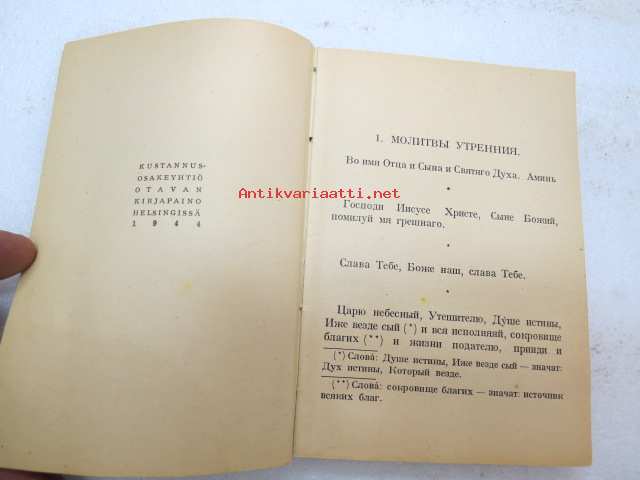 KUSTANNUS-
OSAKEYHTIÖ
OTAVAN
KIRJAPAINO
HELSINGISSÄ
1944
Antikvariaatti.net
1. МОЛИТВЫ УТРЕННИЯ.
Во имя Отца и Сына и Святаго Духа. Аминь
*
Господи Иисусе Христе, Сыне Божий,
помилуй мя грешнаго.
*
Слава Тебе, Боже наш, слава Тебе.
*
Царю небесный, Утешителю, Ду́ше истины,
Иже везде сый (*) и вся исполняяй, сокровище
благих (**) и жизни подателю, прииди и
(*) Слова́: Душе истины, Иже везде сый — значат:
Дух истины, Который везде.
(**) Слова́: сокровище благих — значат: источник
всяких благ.